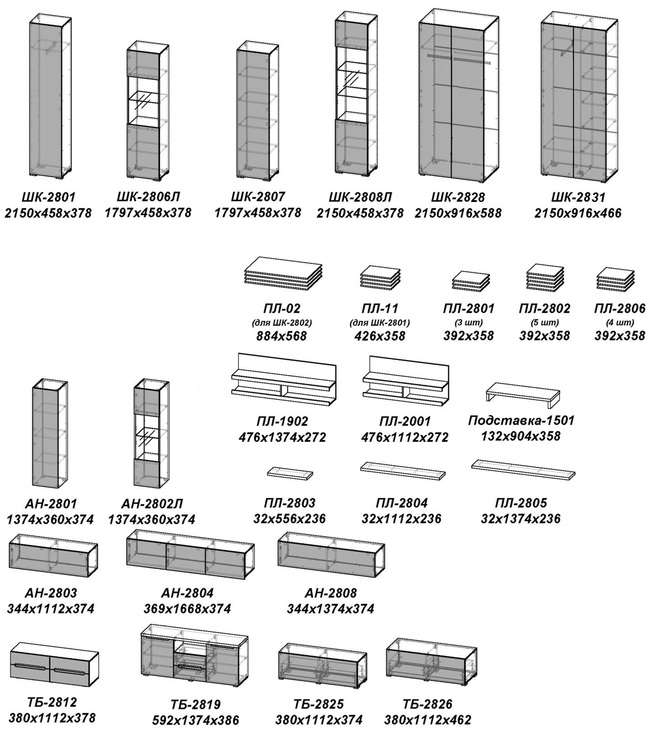 ШК-2801
2150x458x378
ШК-2806Л
1797x458x378
ШК-2807
1797x458x378
ШК-2808Л
2150x458x378
ШК-2828
2150x916x588
ШК-2831
2150x916x466
ПЛ-02
(для ШК-2802)
884x568
ПЛ-11
(для ШК-2801)
426x358
ПЛ-2801
(3 шт)
392x358
ПЛ-2802
(5 шт)
392x358
ПЛ-2806
(4 шт)
392x358
ПЛ-1902
476x1374x272
ПЛ-2001
476x1112x272
Подставка-1501
132x904x358
АН-2801
1374x360x374
АН-2802Л
1374x360x374
ПЛ-2803
32x556x236
ПЛ-2804
32x1112x236
ПЛ-2805
32x1374x236
АН-2803
344x1112x374
АН-2804
369x1668x374
АН-2808
344x1374x374
ТБ-2812
380x1112x378
ТБ-2819
592x1374x386
ТБ-2825
380x1112x374
ТБ-2826
380x1112x462